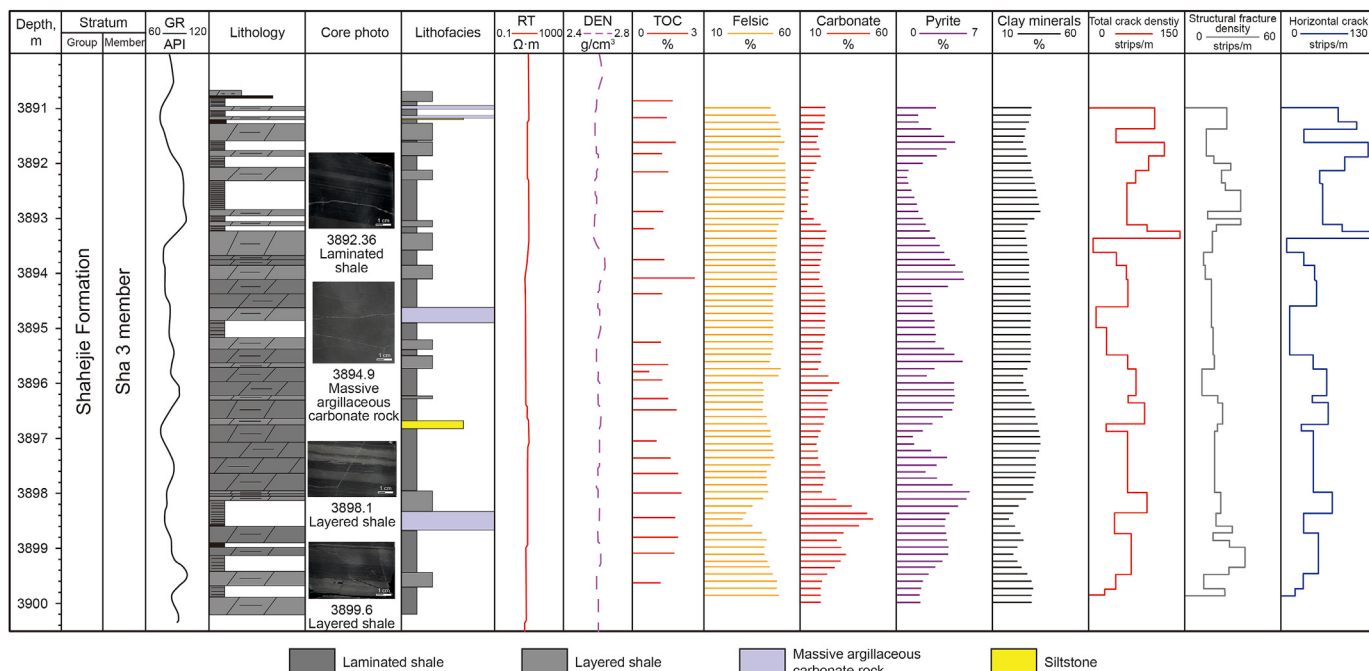 Depth,
m
Stratum
Group Member
GR
60 120
API
Lithology
Core photo
Lithofacies
RT
0.1 1000
Ω·m
DEN
2.4 2.8
g/cm³
TOC
0 3
%
Felsic
10 60
%
Carbonate
10 60
%
Pyrite
0 7
%
Clay minerals
10 60
%
Total crack denstiy
0 150
strips/m
Structural fracture
density
0 60
strips/m
Horizontal crack
0 130
strips/m
3891
3892
3893
3894
3895
3896
3897
3898
3899
3900
Shahejie Formation
Sha 3 member
1 cm
3892.36
Laminated
shale
1 cm
3894.9
Massive
argillaceous
carbonate rock
1 cm
3898.1
Layered shale
1 cm
3899.6
Layered shale
Laminated shale
Layered shale
Massive argillaceous
carbonate rock
Siltstone